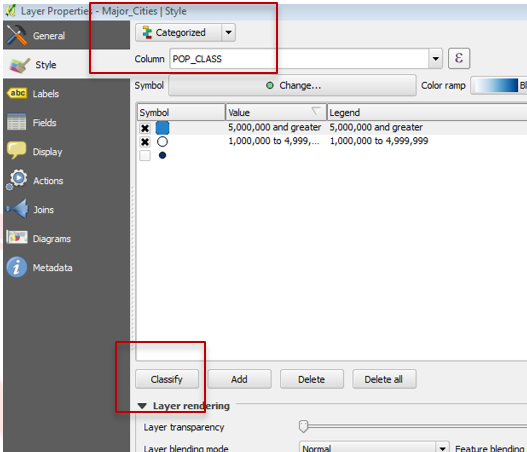 Layer Properties - Major_Cities | Style
General
Style
Labels
Fields
Display
Actions
Joins
Diagrams
Metadata
Categorized
Column POP_CLASS ε
Symbol Change... Color ramp Bl
Symbol Value Legend
5,000,000 and greater 5,000,000 and greater
1,000,000 to 4,999,... 1,000,000 to 4,999,999
Classify Add Delete Delete all
Layer rendering
Layer transparency
Layer blending mode Normal Feature blending